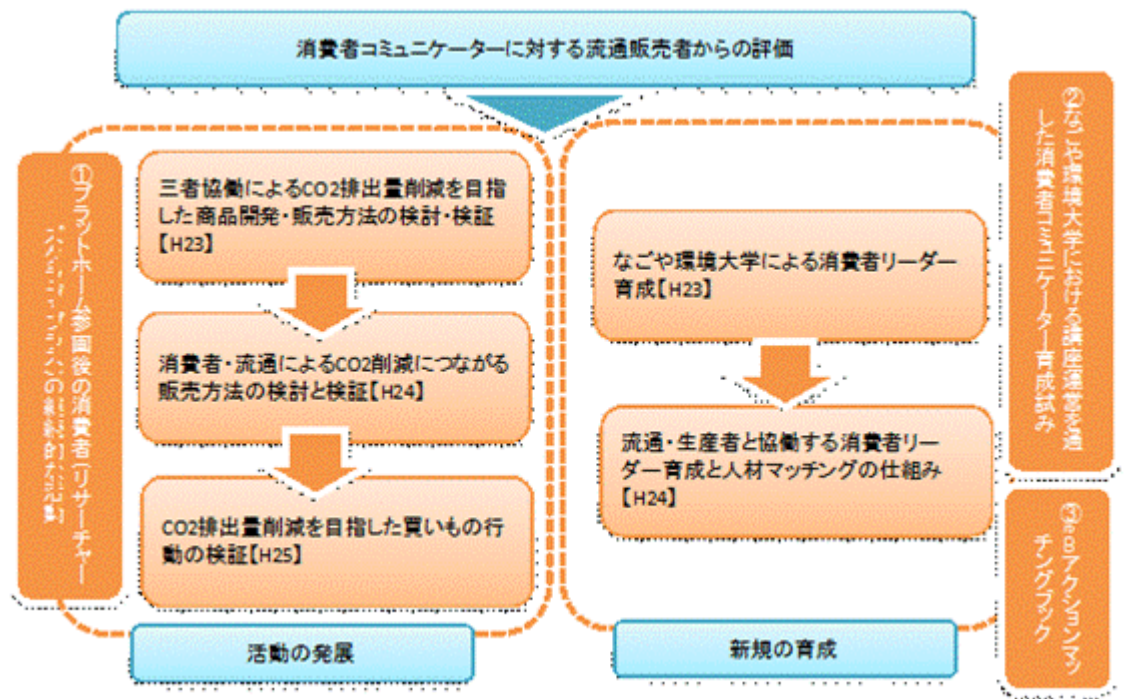 消費者コミュニケーターに対する流通販売者からの評価
①プラットホーム参画後の消費者(リサーチャー
三者協働によるCO2排出量削減を目指
した商品開発・販売方法の検討・検証
【H23】
消費者・流通によるCO2削減につながる
販売方法の検討と検証【H24】
CO2排出量削減を目指した買いもの行
動の検証【H25】
活動の発展
なごや環境大学による消費者リーダー
育成【H23】
流通・生産者と協働する消費者リー
ダー育成と人材マッチングの仕組み
【H24】
新規の育成
②なごや環境大学における講座運営を通
した消費者コミュニケーター育成試み
アクションマッ
チングブック